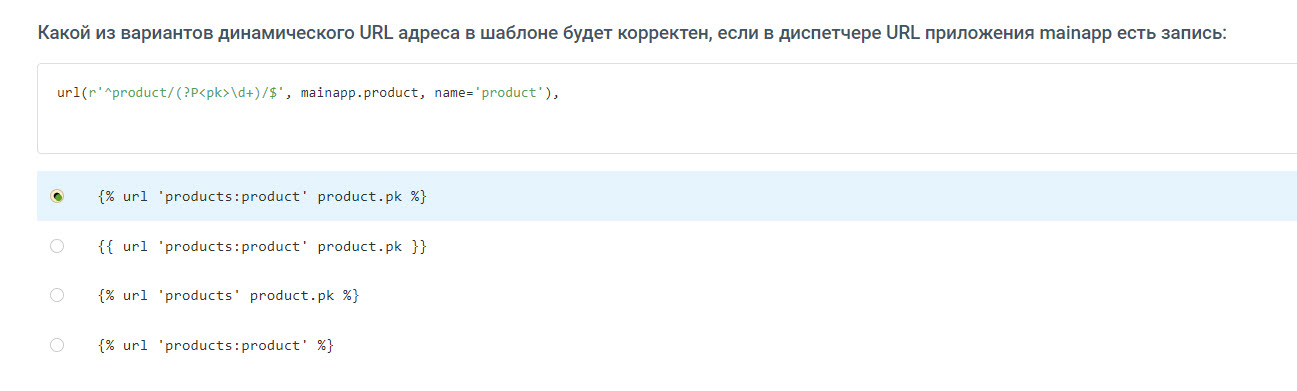 Какой из вариантов динамического URL адреса в шаблоне будет корректен, если в диспетчере URL приложения mainapp есть запись:
url(r'^product/(?P<pk>\d+)/$', mainapp.product, name='product'),
{% url 'products:product' product.pk %}
{{ url 'products:product' product.pk }}
{% url 'products' product.pk %}
{% url 'products:product' %}